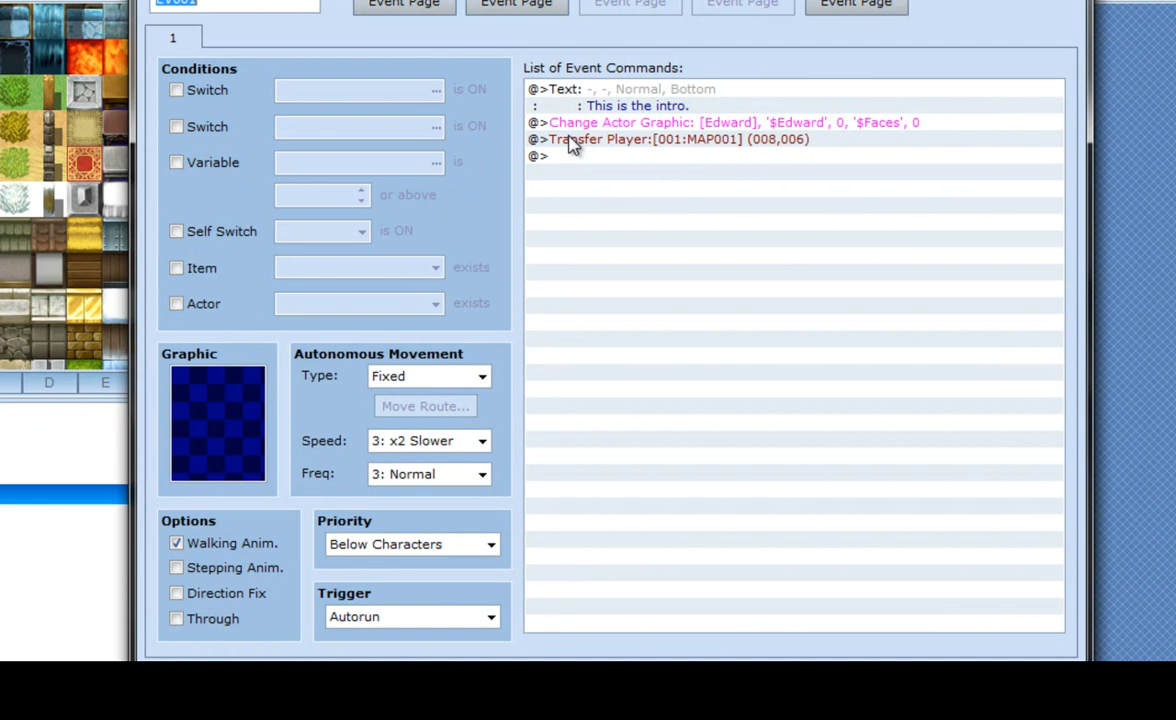 EV001
Event Page Event Page Event Page Event Page Event Page
1
Conditions
Switch ... is ON
Switch ... is ON
Variable ... is
or above
Self Switch is ON
Item exists
Actor exists
Graphic
Autonomous Movement
Type: Fixed
Move Route...
Speed: 3: x2 Slower
Freq: 3: Normal
Options
Walking Anim.
Stepping Anim.
Direction Fix
Through
Priority
Below Characters
Trigger
Autorun
List of Event Commands:
@>Text: -, -, Normal, Bottom
: : This is the intro.
@>Change Actor Graphic: [Edward], '$Edward', 0, '$Faces', 0
@>Transfer Player:[001:MAP001] (008,006)
@>
D E